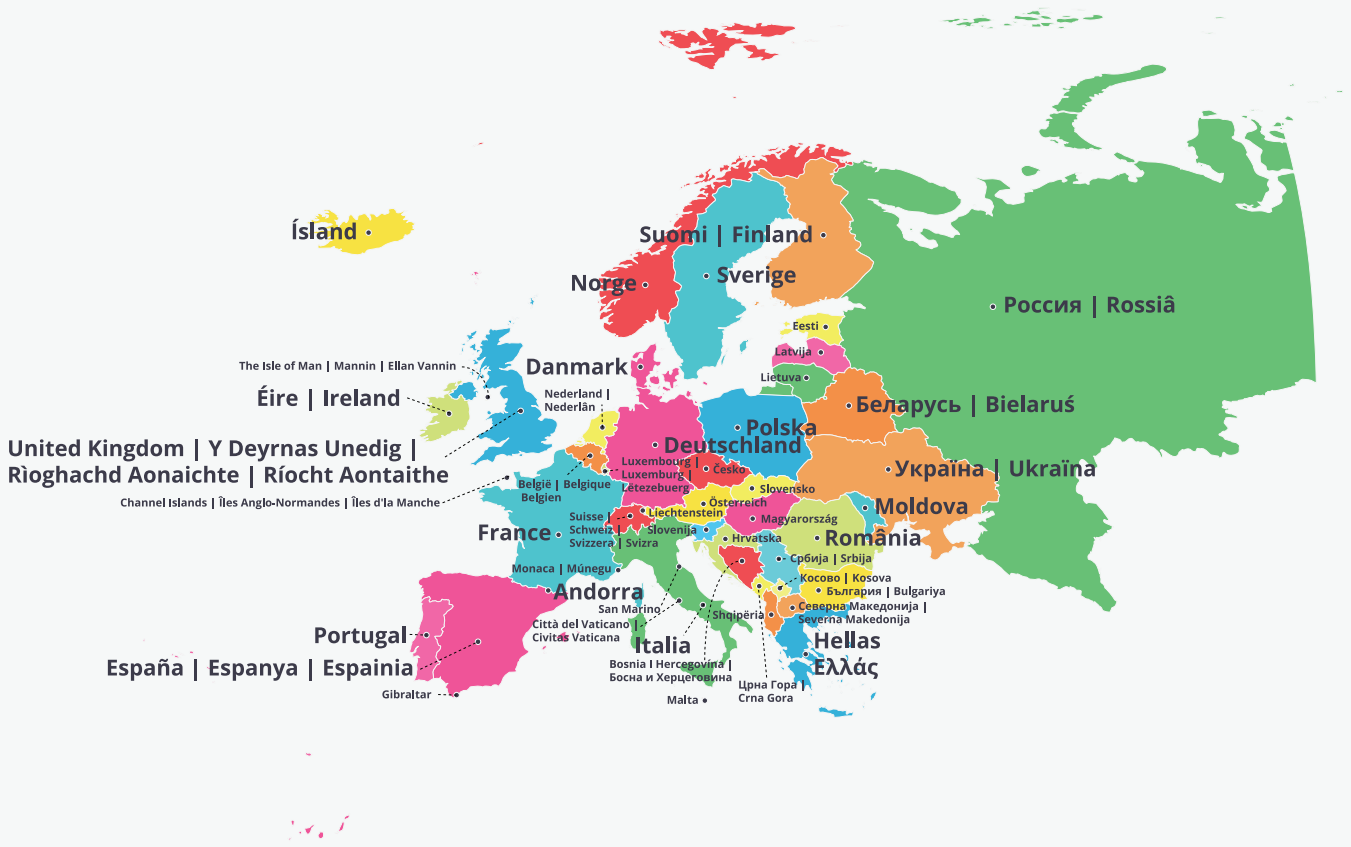 Ísland
Suomi | Finland
Norge
Sverige
Россия | Rossiâ
Eesti
Latvija
Lietuva
The Isle of Man | Mannin | Ellan Vannin
Danmark
Éire | Ireland
Nederland |
Nederlân
Беларусь | Bielaruś
Polska
Deutschland
United Kingdom | Y Deyrnas Unedig |
Rìoghachd Aonaichte | Ríocht Aontaithe
Luxembourg |
Luxemburg |
Lëtezebuerg
Česko
Україна | Ukraïna
België | Belgique
Belgien
Slovensko
Channel Islands | Îles Anglo-Normandes | Îles d'la Manche
Österreich
Liechtenstein
Moldova
Suisse |
Schweiz |
Svizzera | Svizra
Magyarország
Slovenija
France
Hrvatska
România
Србија | Srbija
Monaca | Múnegu
Косово | Kosova
Andorra
България | Bulgariya
San Marino
Shqipëria
Северна Македонија |
Severna Makedonija
Città del Vaticano |
Civitas Vaticana
Portugal
Italia
Hellas
Ελλάς
España | Espanya | Espainia
Bosnia I Hercegovína |
Босна и Херцеговина
Црна Гора |
Crna Gora
Gibraltar
Malta